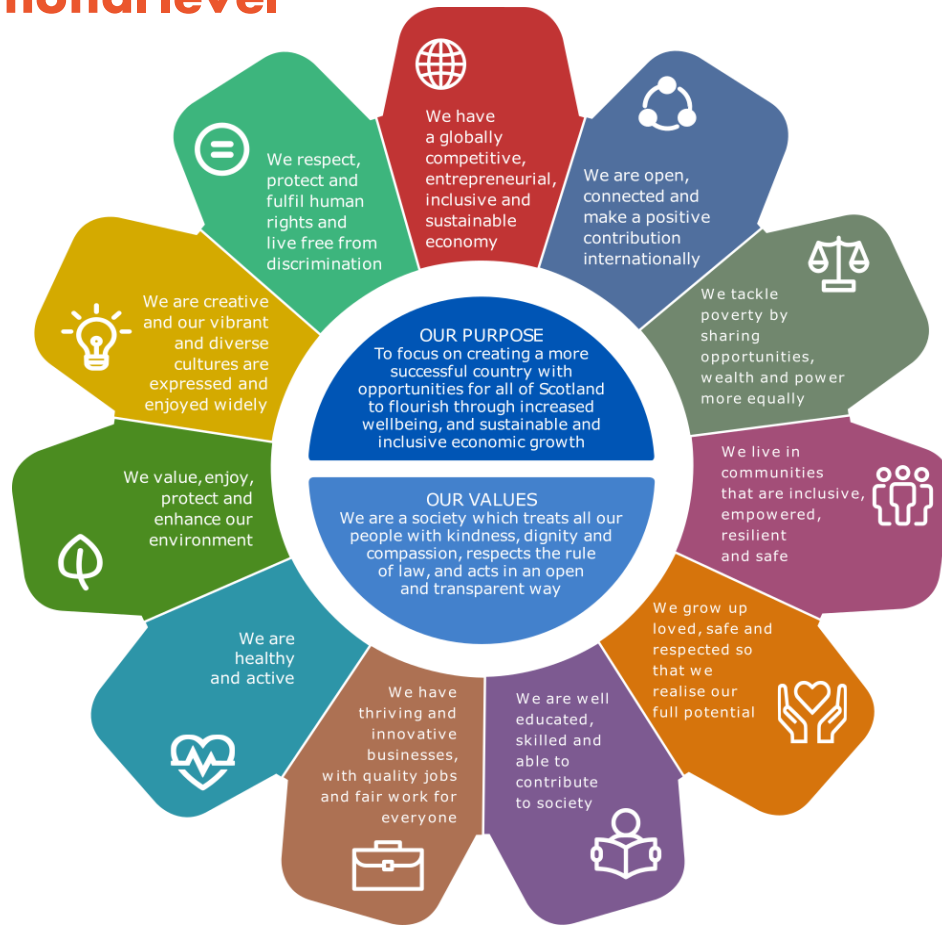 We have
a globally
competitive,
entrepreneurial,
inclusive and
sustainable
economy
We are open,
connected and
make a positive
contribution
internationally
We tackle
poverty by
sharing
opportunities,
wealth and power
more equally
We live in
communities
that are inclusive,
empowered,
resilient
and safe
We grow up
loved, safe and
respected so
that we
realise our
full potential
We are well
educated,
skilled and
able to
contribute
to society
We have
thriving and
innovative
businesses,
with quality jobs
and fair work for
everyone
We are
healthy
and active
We value, enjoy,
protect and
enhance our
environment
We are creative
and our vibrant
and diverse
cultures are
expressed and
enjoyed widely
We respect,
protect and
fulfil human
rights and
live free from
discrimination
OUR PURPOSE
To focus on creating a more
successful country with
opportunities for all of Scotland
to flourish through increased
wellbeing, and sustainable and
inclusive economic growth
OUR VALUES
We are a society which treats all our
people with kindness, dignity and
compassion, respects the rule
of law, and acts in an open
and transparent way